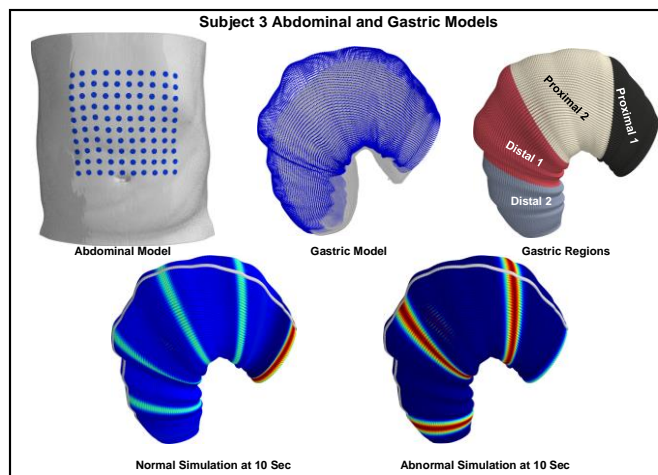 Subject 3 Abdominal and Gastric Models
Proximal 2
Proximal 1
Distal 1
Distal 2
Abdominal Model
Gastric Model
Gastric Regions
Normal Simulation at 10 Sec
Abnormal Simulation at 10 Sec